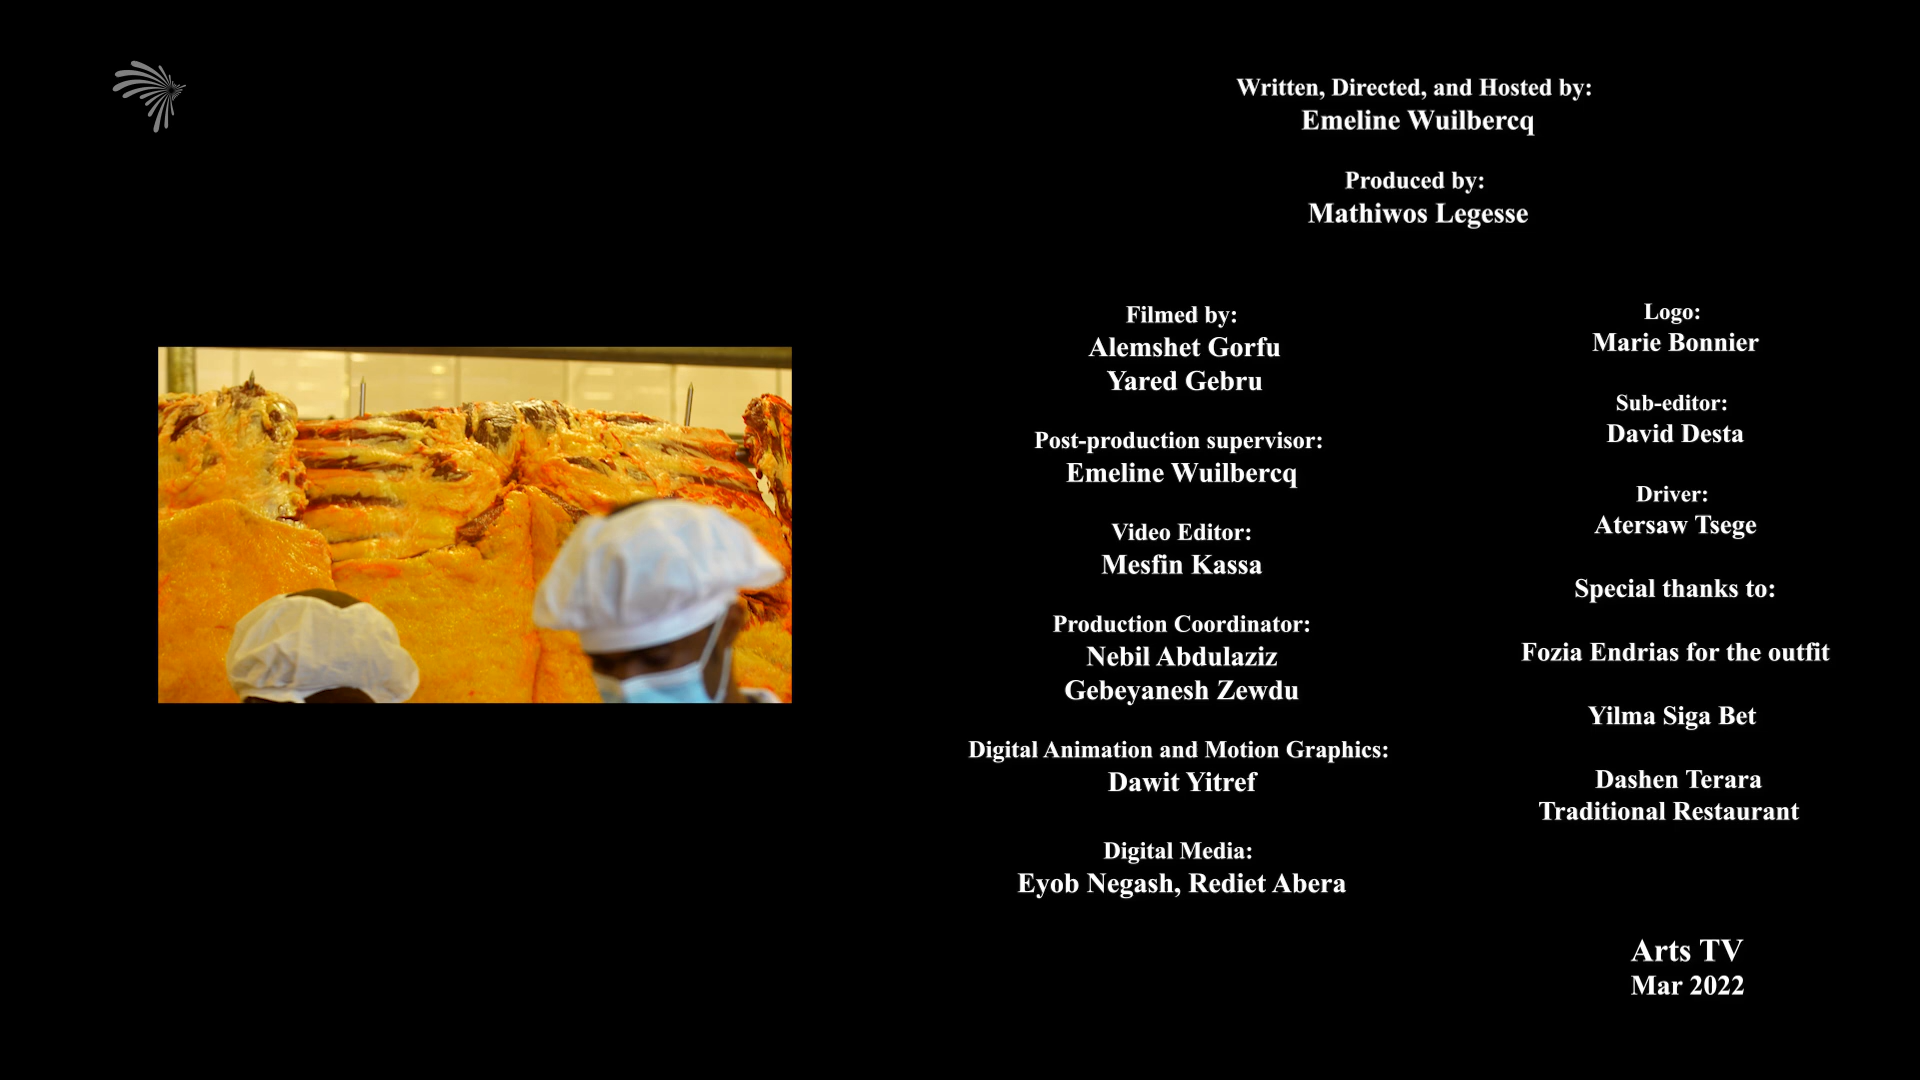 Written, Directed, and Hosted by:
Emeline Wuilbercq
Produced by:
Mathiwos Legesse
Filmed by:
Alemshet Gorfu
Yared Gebru
Post-production supervisor:
Emeline Wuilbercq
Video Editor:
Mesfin Kassa
Production Coordinator:
Nebil Abdulaziz
Gebeyanesh Zewdu
Digital Animation and Motion Graphics:
Dawit Yitref
Digital Media:
Eyob Negash, Rediet Abera
Logo:
Marie Bonnier
Sub-editor:
David Desta
Driver:
Atersaw Tsege
Special thanks to:
Fozia Endrias for the outfit
Yilma Siga Bet
Dashen Terara
Traditional Restaurant
Arts TV
Mar 2022